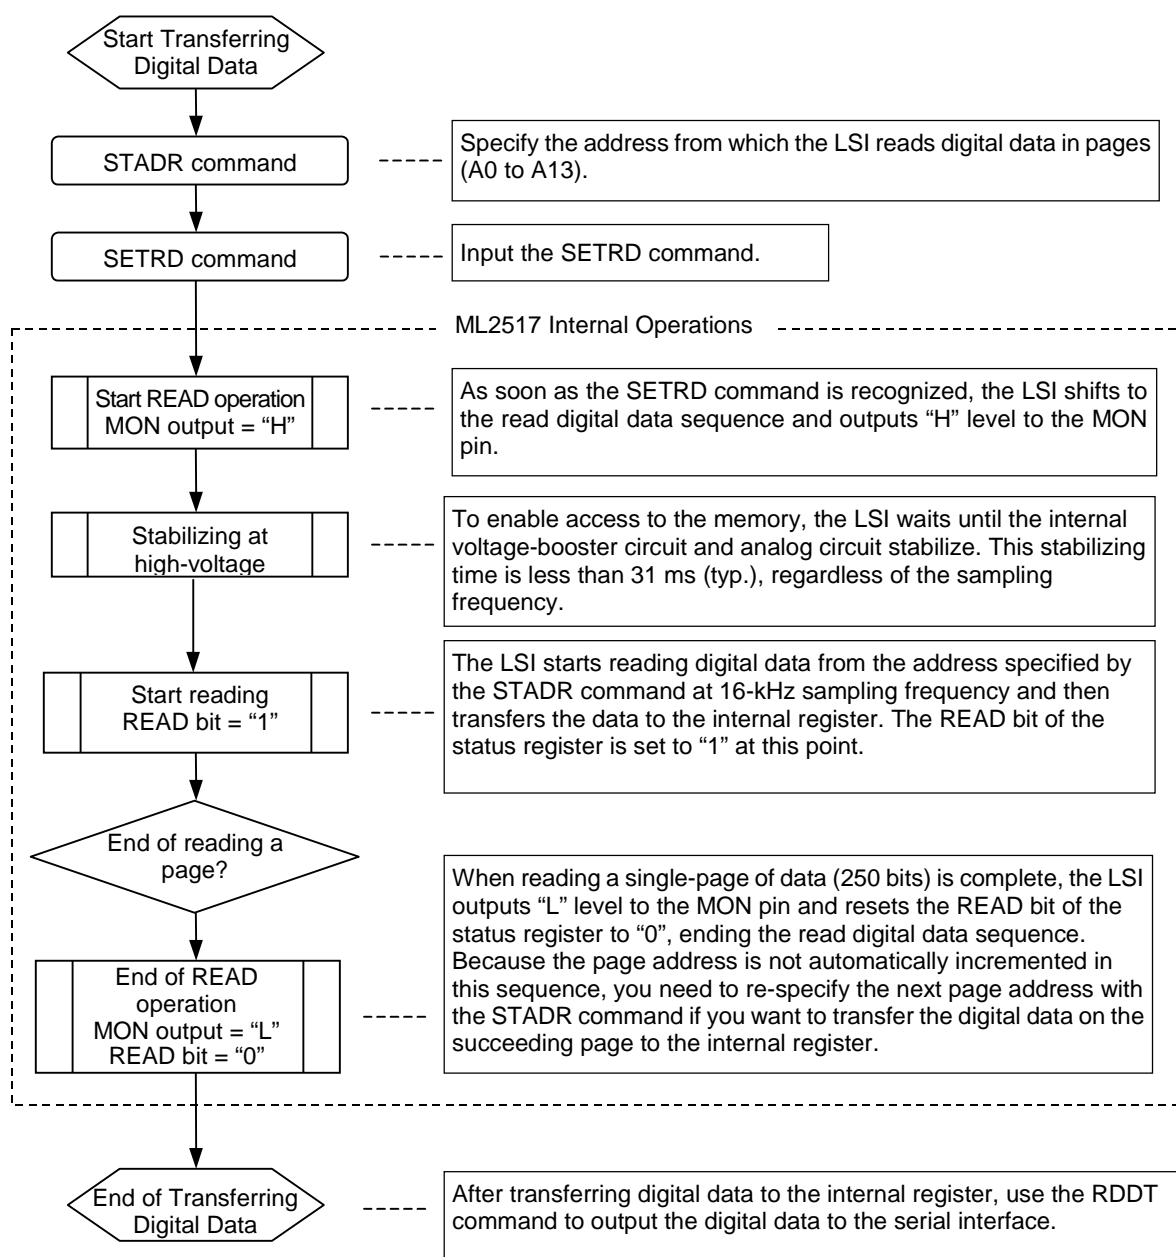 Start Transferring
Digital Data
STADR command
Specify the address from which the LSI reads digital data in pages
(A0 to A13).
SETRD command
Input the SETRD command.
ML2517 Internal Operations
Start READ operation
MON output = “H”
As soon as the SETRD command is recognized, the LSI shifts to
the read digital data sequence and outputs “H” level to the MON
pin.
Stabilizing at
high-voltage
To enable access to the memory, the LSI waits until the internal
voltage-booster circuit and analog circuit stabilize. This stabilizing
time is less than 31 ms (typ.), regardless of the sampling
frequency.
Start reading
READ bit = “1”
The LSI starts reading digital data from the address specified by
the STADR command at 16-kHz sampling frequency and then
transfers the data to the internal register. The READ bit of the
status register is set to “1” at this point.
End of reading a
page?
End of READ
operation
MON output = “L”
READ bit = “0”
When reading a single-page of data (250 bits) is complete, the LSI
outputs “L” level to the MON pin and resets the READ bit of the
status register to “0”, ending the read digital data sequence.
Because the page address is not automatically incremented in
this sequence, you need to re-specify the next page address with
the STADR command if you want to transfer the digital data on the
succeeding page to the internal register.
End of Transferring
Digital Data
After transferring digital data to the internal register, use the RDDT
command to output the digital data to the serial interface.